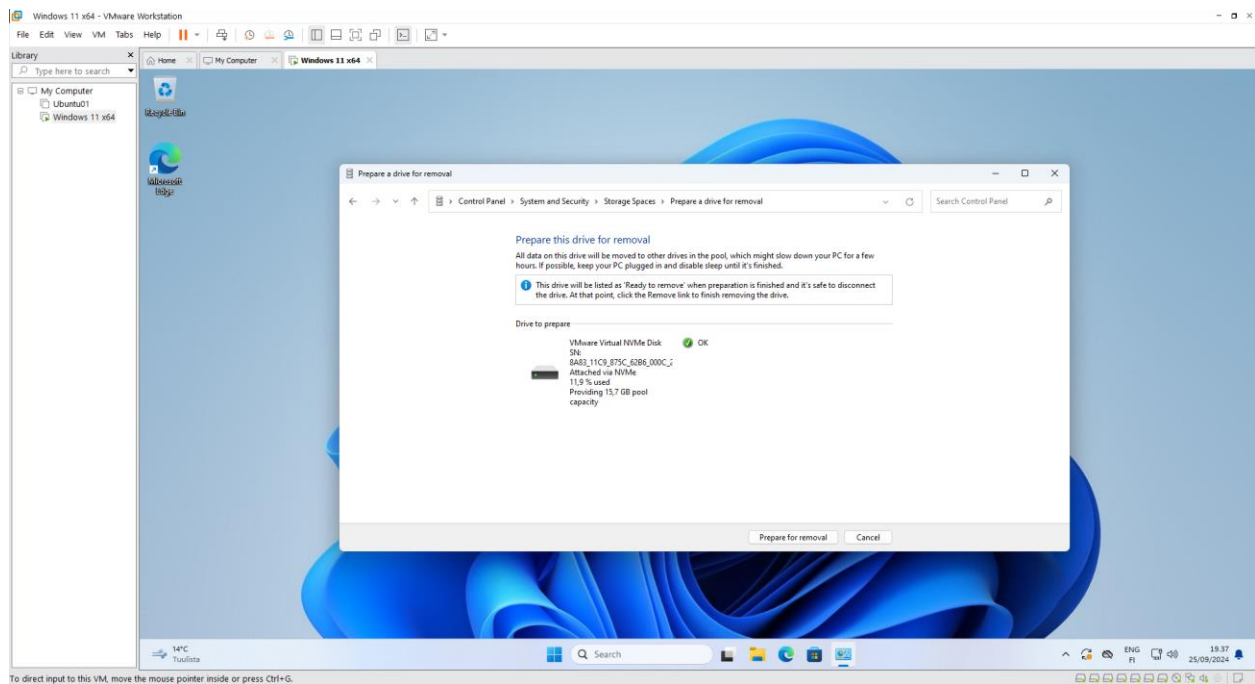 Windows 11 x64 - VMware Workstation
File Edit View VM Tabs Help
Library
Type here to search
My Computer
Ubuntu01
Windows 11 x64
Home
My Computer
Windows 11 x64
Recycle Bin
Microsoft
Edge
Prepare a drive for removal
Control Panel > System and Security > Storage Spaces > Prepare a drive for removal
Search Control Panel
Prepare this drive for removal
All data on this drive will be moved to other drives in the pool, which might slow down your PC for a few
hours. If possible, keep your PC plugged in and disable sleep until it's finished.
This drive will be listed as 'Ready to remove' when preparation is finished and it's safe to disconnect
the drive. At that point, click the Remove link to finish removing the drive.
Drive to prepare
VMware Virtual NVMe Disk
OK
SN:
8A83_11C9_875C_62B6_000C_
Attached via NVMe
11,9 % used
Providing 15,7 GB pool
capacity
Prepare for removal
Cancel
14°C
Tuulista
Search
ENG
FI
19.37
25/09/2024
To direct input to this VM, move the mouse pointer inside or press Ctrl+G.